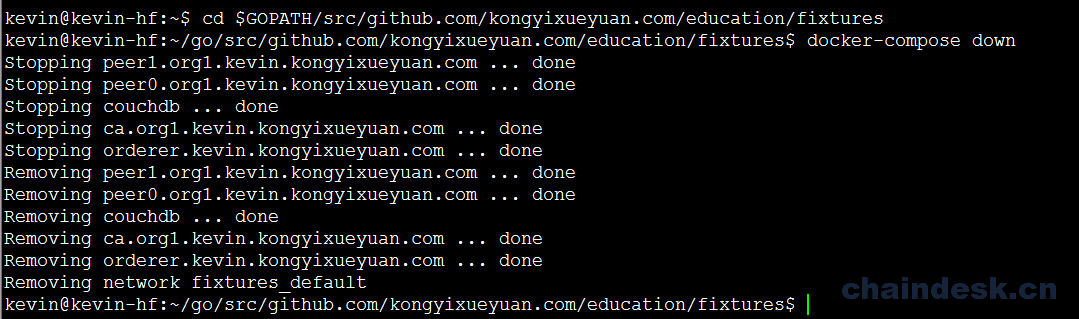 kevin@kevin-hf:~$ cd $GOPATH/src/github.com/kongyixueyuan.com/education/fixtures
kevin@kevin-hf:~/go/src/github.com/kongyixueyuan.com/education/fixtures$ docker-compose down
Stopping peer1.org1.kevin.kongyixueyuan.com ... done
Stopping peer0.org1.kevin.kongyixueyuan.com ... done
Stopping couchdb ... done
Stopping ca.org1.kevin.kongyixueyuan.com ... done
Stopping orderer.kevin.kongyixueyuan.com ... done
Removing peer1.org1.kevin.kongyixueyuan.com ... done
Removing peer0.org1.kevin.kongyixueyuan.com ... done
Removing couchdb ... done
Removing ca.org1.kevin.kongyixueyuan.com ... done
Removing orderer.kevin.kongyixueyuan.com ... done
Removing network fixtures_default
kevin@kevin-hf:~/go/src/github.com/kongyixueyuan.com/education/fixtures$
chaindesk.cn